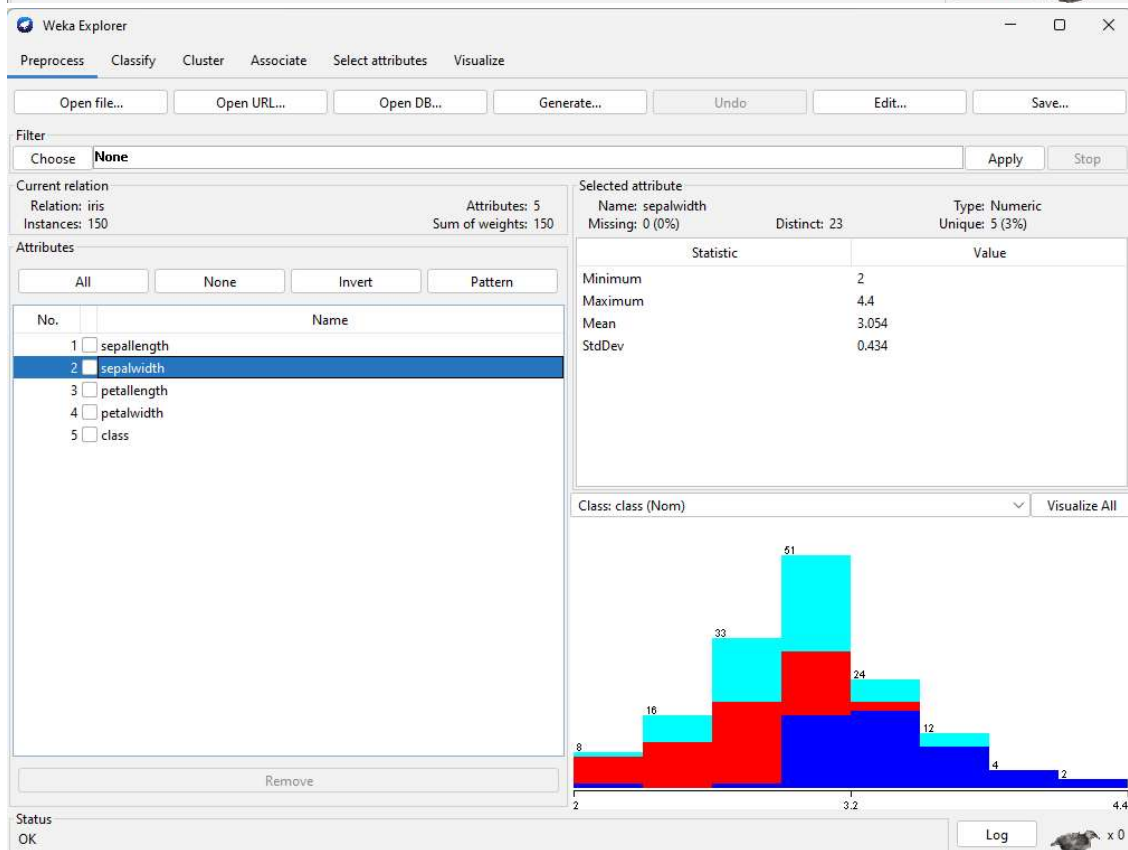 Weka Explorer
Preprocess Classify Cluster Associate Select attributes Visualize
Open file... Open URL... Open DB... Generate... Undo Edit... Save...
Filter
Choose None Apply Stop
Current relation
Relation: iris Attributes: 5
Instances: 150 Sum of weights: 150
Attributes
All None Invert Pattern
No. Name
1 sepallength
2 sepalwidth
3 petallength
4 petalwidth
5 class
Remove
Selected attribute
Name: sepalwidth Type: Numeric
Missing: 0 (0%) Distinct: 23 Unique: 5 (3%)
Statistic Value
Minimum 2
Maximum 4.4
Mean 3.054
StdDev 0.434
Class: class (Nom) Visualize All
51
33
24
16
12
8
4
2
2 3.2 4.4
Status
OK Log x 0